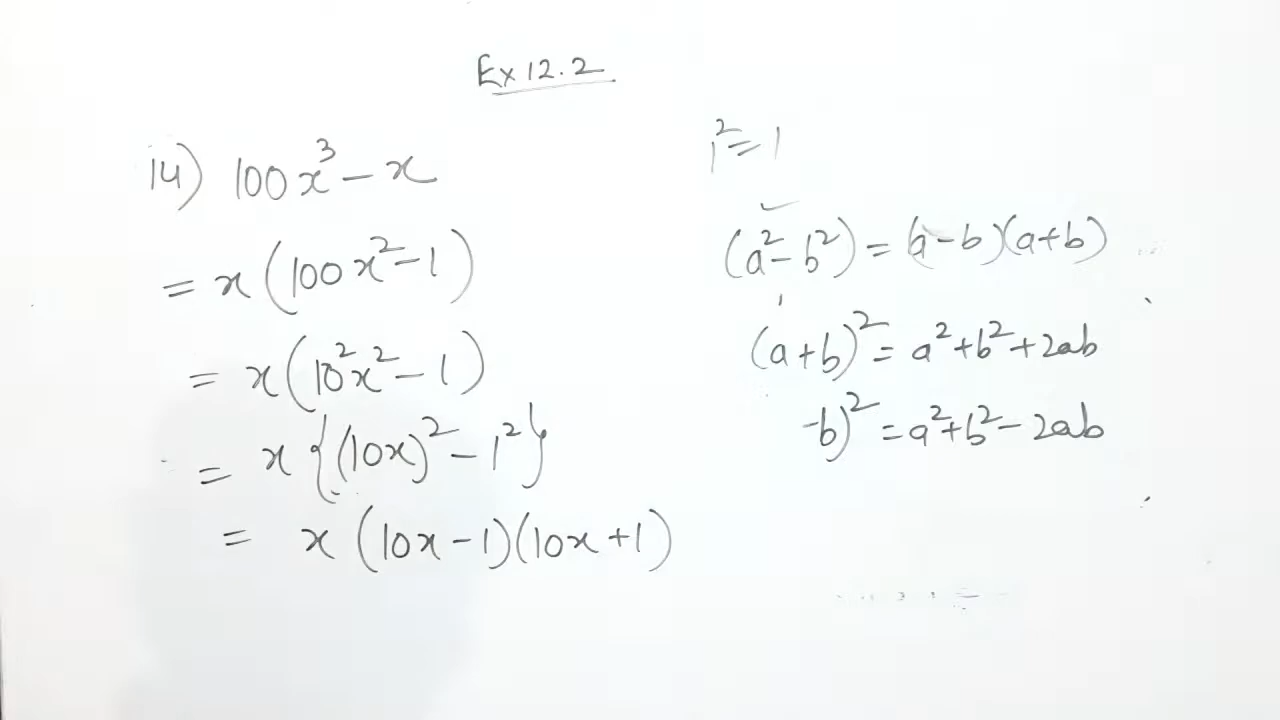 Ex 12.2
14) 100x³ - x
= x(100x² - 1)
= x(10²x² - 1)
= x{(10x)² - 1²}
= x(10x - 1)(10x + 1)
1² = 1
(a² - b²) = (a - b)(a + b)
(a + b)² = a² + b² + 2ab
-b)² = a² + b² - 2ab